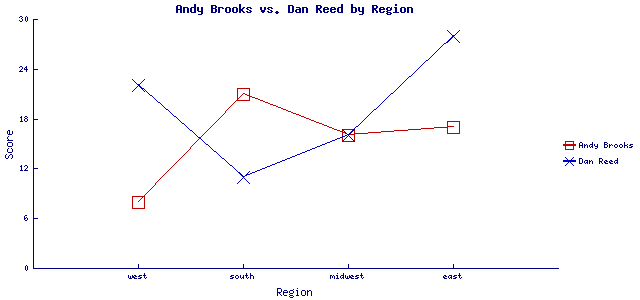 Andy Brooks vs. Dan Reed by Region
30
24
18
12
6
0
Score
west south midwest east
Region
Andy Brooks
Dan Reed